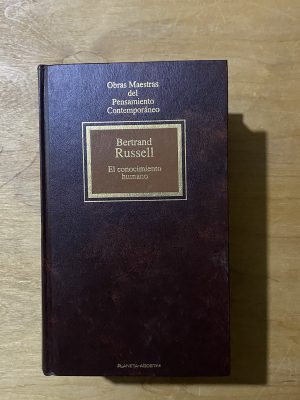 Obras Maestras
del
Pensamiento
Contemporáneo
Bertrand
Russell
El conocimiento
humano
PLANETA-AGOSTINI